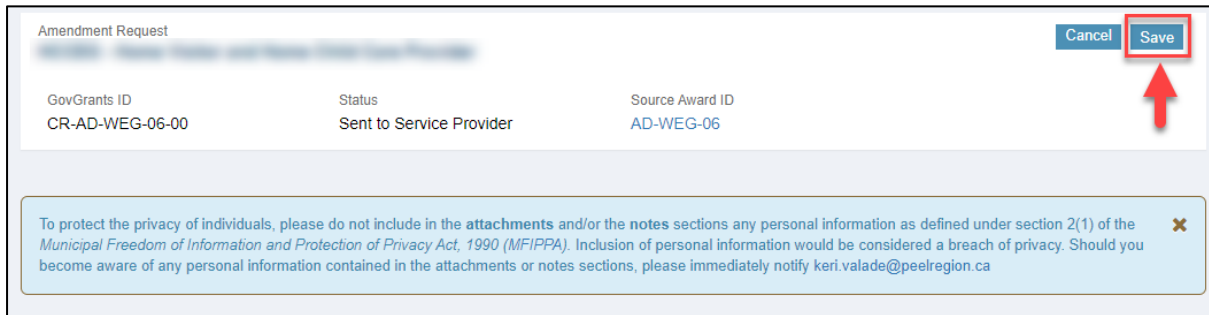 Amendment Request
Cancel
Save
GovGrants ID
Status
Source Award ID
CR-AD-WEG-06-00
Sent to Service Provider
AD-WEG-06
To protect the privacy of individuals, please do not include in the attachments and/or the notes sections any personal information as defined under section 2(1) of the
Municipal Freedom of Information and Protection of Privacy Act, 1990 (MFIPPA). Inclusion of personal information would be considered a breach of privacy. Should you
become aware of any personal information contained in the attachments or notes sections, please immediately notify keri.valade@peelregion.ca